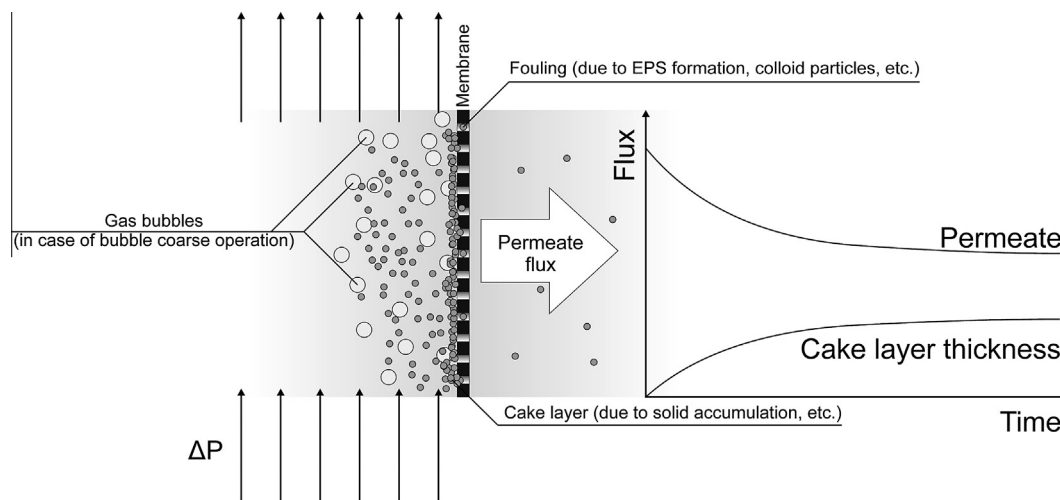 Membrane
Fouling (due to EPS formation, colloid particles, etc.)
Flux
Gas bubbles
(in case of bubble coarse operation)
Permeate
flux
Permeate
Cake layer thickness
Cake layer (due to solid accumulation, etc.)
Time
ΔP